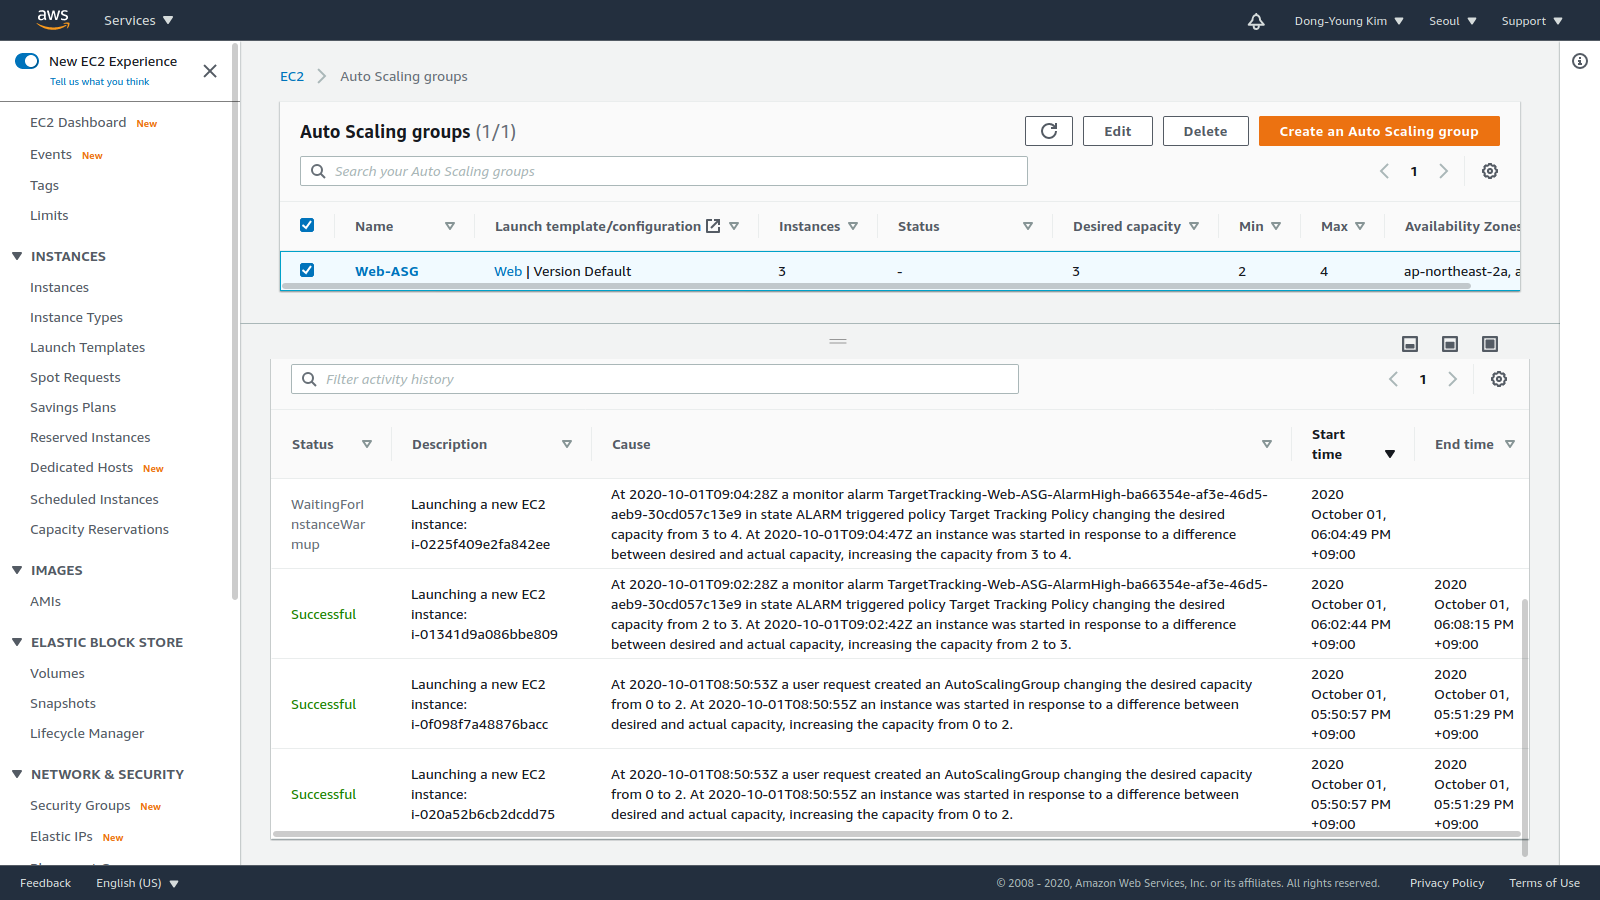 aws
Services
Dong-Young Kim
Seoul
Support
New EC2 Experience
Tell us what you think
EC2 Dashboard New
Events New
Tags
Limits
INSTANCES
Instances
Instance Types
Launch Templates
Spot Requests
Savings Plans
Reserved Instances
Dedicated Hosts New
Scheduled Instances
Capacity Reservations
IMAGES
AMIs
ELASTIC BLOCK STORE
Volumes
Snapshots
Lifecycle Manager
NETWORK & SECURITY
Security Groups New
Elastic IPs New
EC2
Auto Scaling groups
Auto Scaling groups (1/1)
Edit
Delete
Create an Auto Scaling group
Search your Auto Scaling groups
1
Name
Launch template/configuration
Instances
Status
Desired capacity
Min
Max
Availability Zones
Web-ASG
Web | Version Default
3
-
3
2
4
ap-northeast-2a, a
Filter activity history
1
Status
Description
Cause
Start
time
End time
WaitingForI
nstanceWar
mup
Launching a new EC2
instance:
i-0225f409e2fa842ee
At 2020-10-01T09:04:28Z a monitor alarm TargetTracking-Web-ASG-AlarmHigh-ba66354e-af3e-46d5-
aeb9-30cd057c13e9 in state ALARM triggered policy Target Tracking Policy changing the desired
capacity from 3 to 4. At 2020-10-01T09:04:47Z an instance was started in response to a difference
between desired and actual capacity, increasing the capacity from 3 to 4.
2020
October 01,
06:04:49 PM
+09:00
Successful
Launching a new EC2
instance:
i-01341d9a086bbe809
At 2020-10-01T09:02:28Z a monitor alarm TargetTracking-Web-ASG-AlarmHigh-ba66354e-af3e-46d5-
aeb9-30cd057c13e9 in state ALARM triggered policy Target Tracking Policy changing the desired
capacity from 2 to 3. At 2020-10-01T09:02:42Z an instance was started in response to a difference
between desired and actual capacity, increasing the capacity from 2 to 3.
2020
October 01,
06:02:44 PM
+09:00
2020
October 01,
06:08:15 PM
+09:00
Successful
Launching a new EC2
instance:
i-0f098f7a48876bacc
At 2020-10-01T08:50:53Z a user request created an AutoScalingGroup changing the desired capacity
from 0 to 2. At 2020-10-01T08:50:55Z an instance was started in response to a difference between
desired and actual capacity, increasing the capacity from 0 to 2.
2020
October 01,
05:50:57 PM
+09:00
2020
October 01,
05:51:29 PM
+09:00
Successful
Launching a new EC2
instance:
i-020a52b6cb2dcdd75
At 2020-10-01T08:50:53Z a user request created an AutoScalingGroup changing the desired capacity
from 0 to 2. At 2020-10-01T08:50:55Z an instance was started in response to a difference between
desired and actual capacity, increasing the capacity from 0 to 2.
2020
October 01,
05:50:57 PM
+09:00
2020
October 01,
05:51:29 PM
+09:00
Feedback
English (US)
© 2008 - 2020, Amazon Web Services, Inc. or its affiliates. All rights reserved.
Privacy Policy
Terms of Use